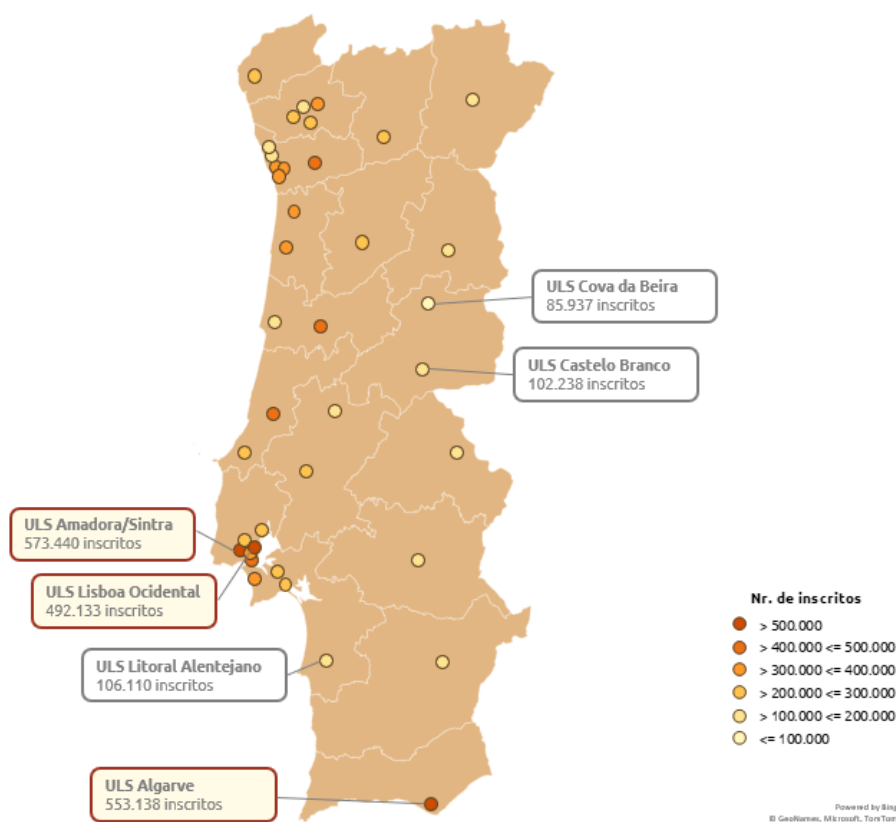 ULS Cova da Beira
85.937 inscritos
ULS Castelo Branco
102.238 inscritos
ULS Amadora/Sintra
573.440 inscritos
ULS Lisboa Ocidental
492.133 inscritos
ULS Litoral Alentejano
106.110 inscritos
ULS Algarve
553.138 inscritos
Nr. de inscritos
> 500.000
> 400.000 <= 500.000
> 300.000 <= 400.000
> 200.000 <= 300.000
> 100.000 <= 200.000
<= 100.000
Powered by Bing
© GeoNames, Microsoft, TomTom